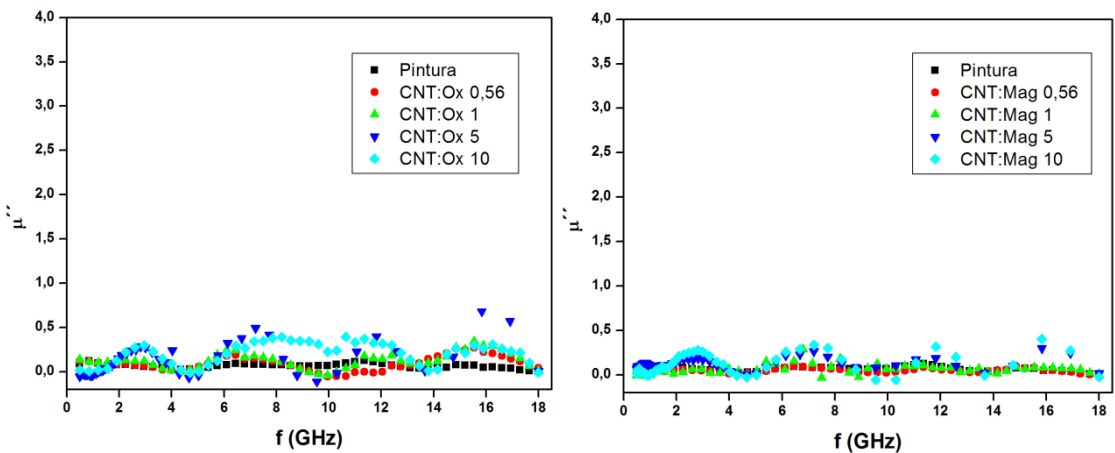 4,0
3,5
3,0
2,5
2,0
1,5
1,0
0,5
0,0
μ´´
Pintura
CNT:Ox 0,56
CNT:Ox 1
CNT:Ox 5
CNT:Ox 10
0 2 4 6 8 10 12 14 16 18
f (GHz)
4,0
3,5
3,0
2,5
2,0
1,5
1,0
0,5
0,0
μ´´
Pintura
CNT:Mag 0,56
CNT:Mag 1
CNT:Mag 5
CNT:Mag 10
0 2 4 6 8 10 12 14 16 18
f (GHz)